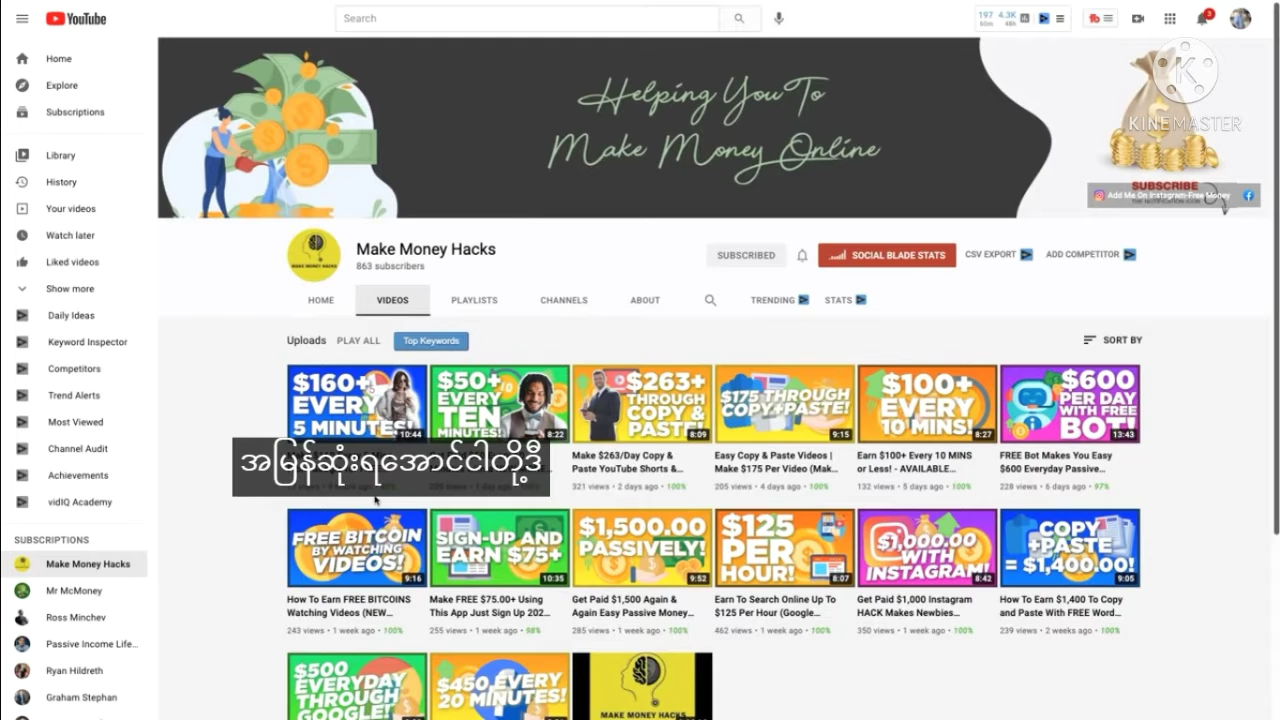 YouTube
Search
197 4.3K
60m 48h
3
Home
Explore
Subscriptions
Library
History
Your videos
Watch later
Liked videos
Show more
Daily Ideas
Keyword Inspector
Competitors
Trend Alerts
Most Viewed
Channel Audit
Achievements
vidIQ Academy
SUBSCRIPTIONS
Make Money Hacks
Mr McMoney
Ross Minchev
Passive Income Life...
Ryan Hildreth
Graham Stephan
Helping You To
Make Money Online
KINEMASTER
SUBSCRIBE
Add Me On Instagram-Free Money
Make Money Hacks
863 subscribers
SUBSCRIBED
SOCIAL BLADE STATS
CSV EXPORT
ADD COMPETITOR
HOME
VIDEOS
PLAYLISTS
CHANNELS
ABOUT
TRENDING
STATS
Uploads
PLAY ALL
Top Keywords
SORT BY
$160+
EVERY
5 MINUTES!
10:44
$50+
EVERY
TEN
MINUTES!
8:22
$263+
THROUGH
COPY &
PASTE!
8:09
$175 THROUGH
COPY+PASTE!
9:15
$100+
EVERY
10 MINS!
8:27
$600
PER DAY
WITH FREE
BOT!
13:43
အမြန်ဆုံးရအောင်ငါတို့ဒီ
Make $263/Day Copy &
Paste YouTube Shorts &...
321 views • 2 days ago • 100%
Easy Copy & Paste Videos |
Make $175 Per Video (Mak...
205 views • 4 days ago • 100%
Earn $100+ Every 10 MINS
or Less! - AVAILABLE...
132 views • 5 days ago • 100%
FREE Bot Makes You Easy
$600 Everyday Passive...
228 views • 6 days ago • 97%
FREE BITCOIN
BY WATCHING
VIDEOS!
9:16
SIGN-UP AND
EARN $75+
10:35
$1,500.00
PASSIVELY!
9:52
$125
PER
HOUR!
8:07
$1,000.00
WITH
INSTAGRAM!
8:42
COPY
+PASTE
= $1,400.00!
9:05
How To Earn FREE BITCOINS
Watching Videos (NEW...
243 views • 1 week ago • 100%
Make FREE $75.00+ Using
This App Just Sign Up 202...
255 views • 1 week ago • 98%
Get Paid $1,500 Again &
Again Easy Passive Money...
285 views • 1 week ago • 100%
Earn To Search Online Up To
$125 Per Hour (Google...
462 views • 1 week ago • 100%
Get Paid $1,000 Instagram
HACK Makes Newbies...
350 views • 1 week ago • 100%
How To Earn $1,400 To Copy
and Paste With FREE Word...
239 views • 2 weeks ago • 100%
$500
EVERYDAY
THROUGH
GOOGLE!
$450 EVERY
20 MINUTES!
MAKE MONEY HACKS